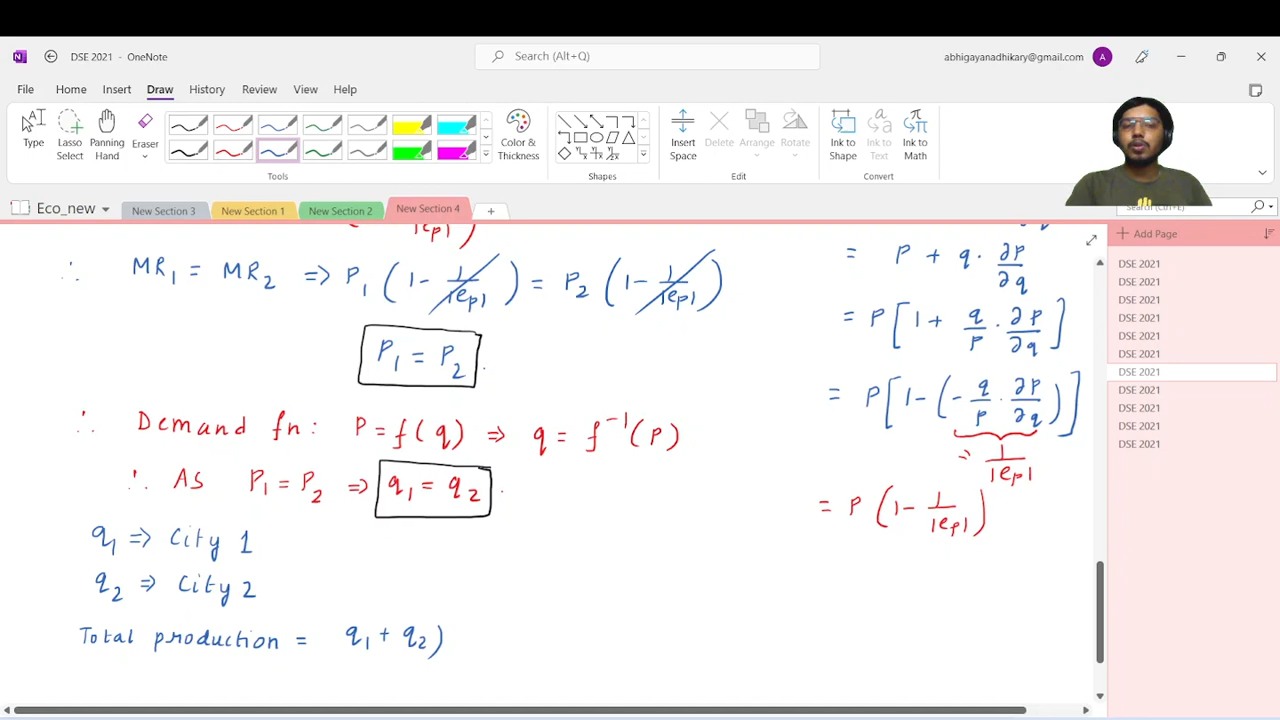 DSE 2021 - OneNote
Search (Alt+Q)
abhigayanadhikary@gmail.com
A
File Home Insert Draw History Review View Help
Type
Lasso Select
Panning Hand
Eraser
Color & Thickness
Insert Space
Delete
Arrange
Rotate
Ink to Shape
Ink to Text
Ink to Math
Tools
Shapes
Edit
Convert
Eco_new
New Section 3
New Section 1
New Section 2
New Section 4
Search (Ctrl+E)
Add Page
DSE 2021
DSE 2021
DSE 2021
DSE 2021
DSE 2021
DSE 2021
DSE 2021
DSE 2021
DSE 2021
DSE 2021
DSE 2021
|eP|)
∴ MR₁ = MR₂ ⇒ P₁ (1 - 1/|eP|) = P₂ (1 - 1/|eP|)
P₁ = P₂
∴ Demand fn: P = f(q) ⇒ q = f⁻¹(P)
∴ As P₁ = P₂ ⇒ q₁ = q₂
q₁ ⇒ City 1
q₂ ⇒ City 2
Total production = q₁ + q₂)
= P + q · ∂P/∂q
= P[1 + q/P · ∂P/∂q]
= P[1 - (- q/P · ∂P/∂q)]
= 1/|eP|
= P (1 - 1/|eP|)